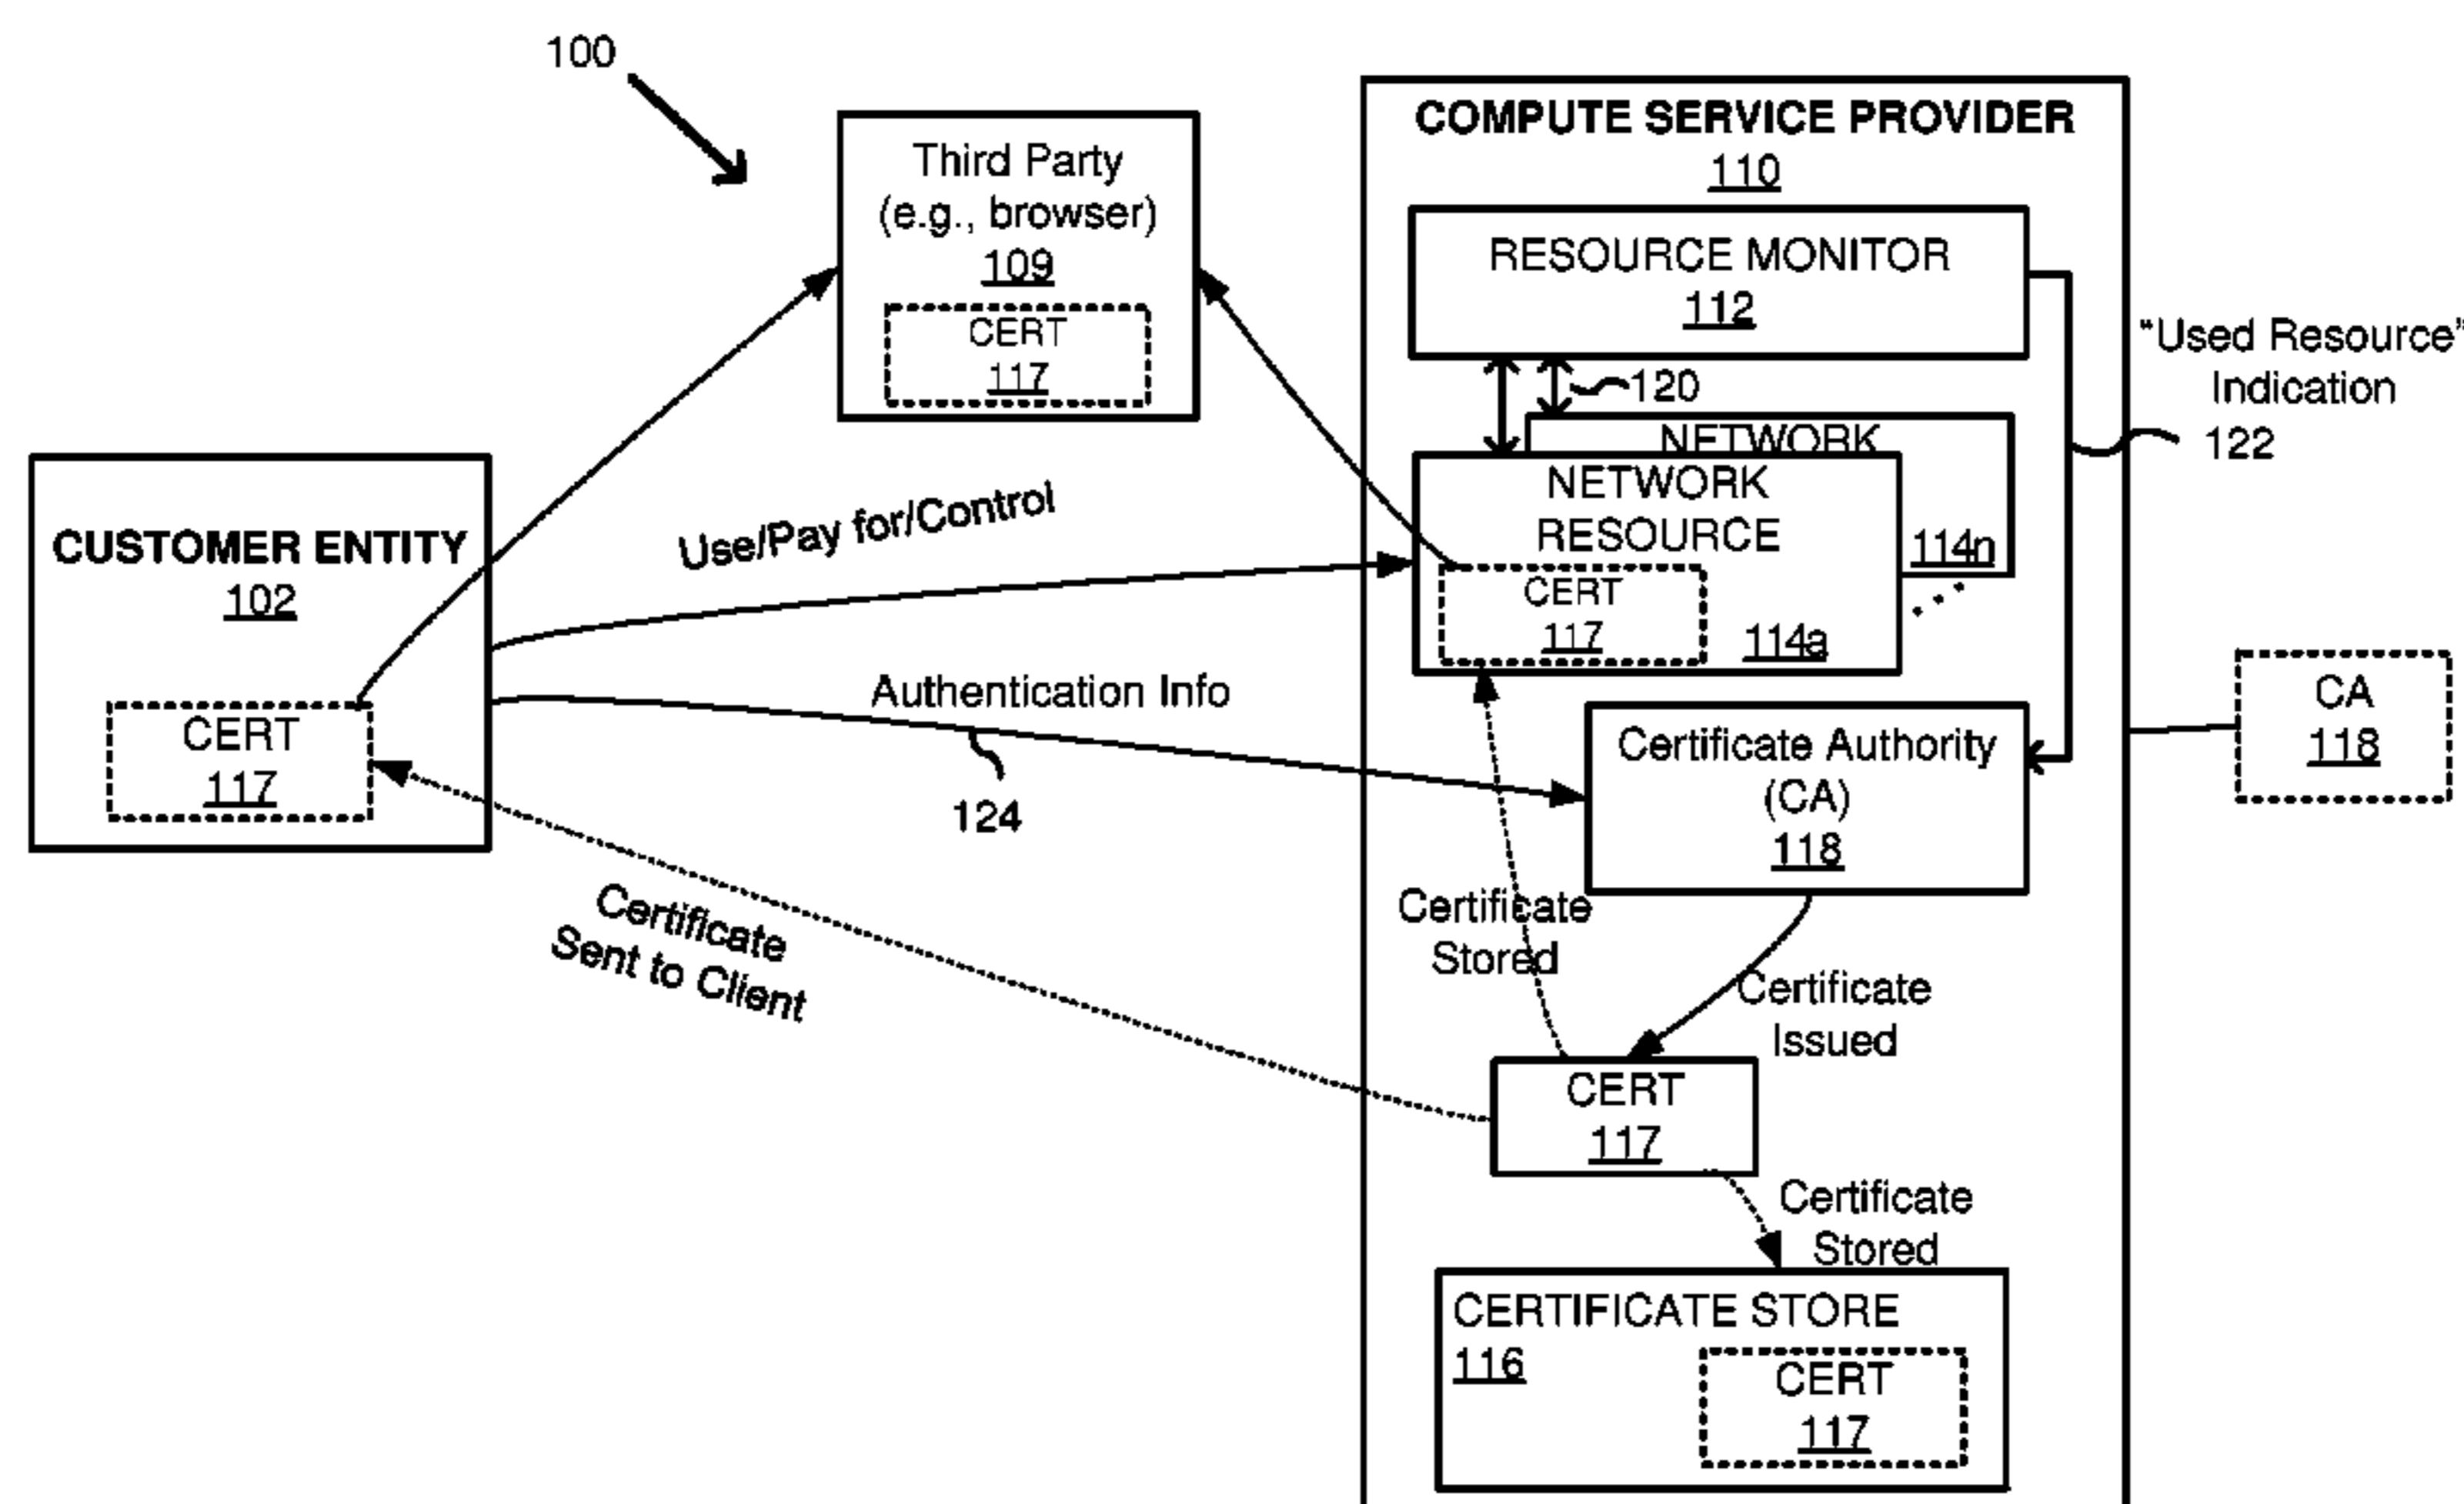 100
Third Party
(e.g., browser)
109
CERT
117
COMPUTE SERVICE PROVIDER
110
RESOURCE MONITOR
112
"Used Resource"
Indication
122
120
NETWORK
114n
NETWORK
RESOURCE
CERT
117
114a
CUSTOMER ENTITY
102
CERT
117
Use/Pay for/Control
Authentication Info
124
Certificate Authority
(CA)
118
CA
118
Certificate
Sent to Client
Certificate
Stored
Certificate
Issued
CERT
117
Certificate
Stored
CERTIFICATE STORE
116
CERT
117